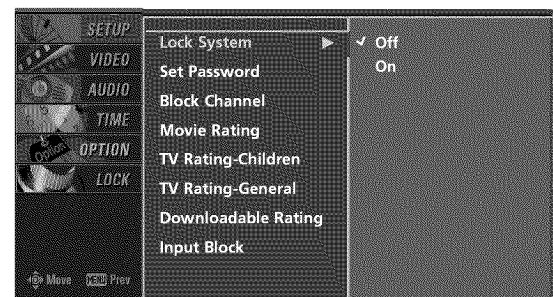 SETUP
VIDEO
AUDIO
TIME
Option OPTION
LOCK
Move MENU Prev
Lock System
Set Password
Block Channel
Movie Rating
TV Rating-Children
TV Rating-General
Downloadable Rating
Input Block
Off
On